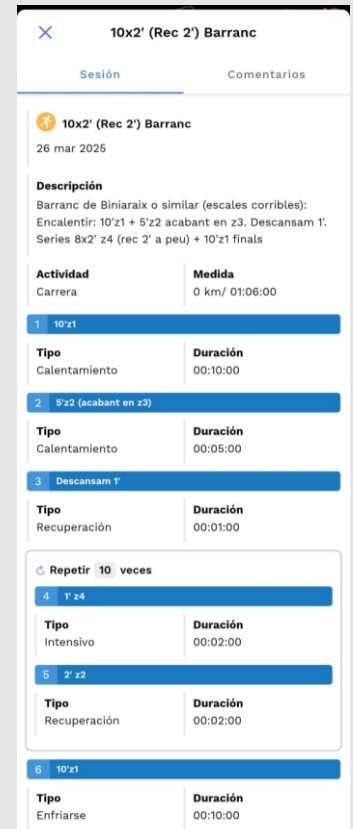 10x2' (Rec 2') Barranc
Sesión
Comentarios
10x2' (Rec 2') Barranc
26 mar 2025
Descripción
Barranc de Biniaraix o similar (escales corribles):
Encalentir: 10'z1 + 5'z2 acabant en z3. Descansam 1'.
Series 8x2' z4 (rec 2' a peu) + 10'z1 finals
Actividad
Medida
Carrera
0 km/ 01:06:00
1 10'z1
Tipo
Duración
Calentamiento
00:10:00
2 5'z2 (acabant en z3)
Tipo
Duración
Calentamiento
00:05:00
3 Descansam 1'
Tipo
Duración
Recuperación
00:01:00
Repetir 10 veces
4 1' z4
Tipo
Duración
Intensivo
00:02:00
5 2' z2
Tipo
Duración
Recuperación
00:02:00
6 10'z1
Tipo
Duración
Enfriarse
00:10:00